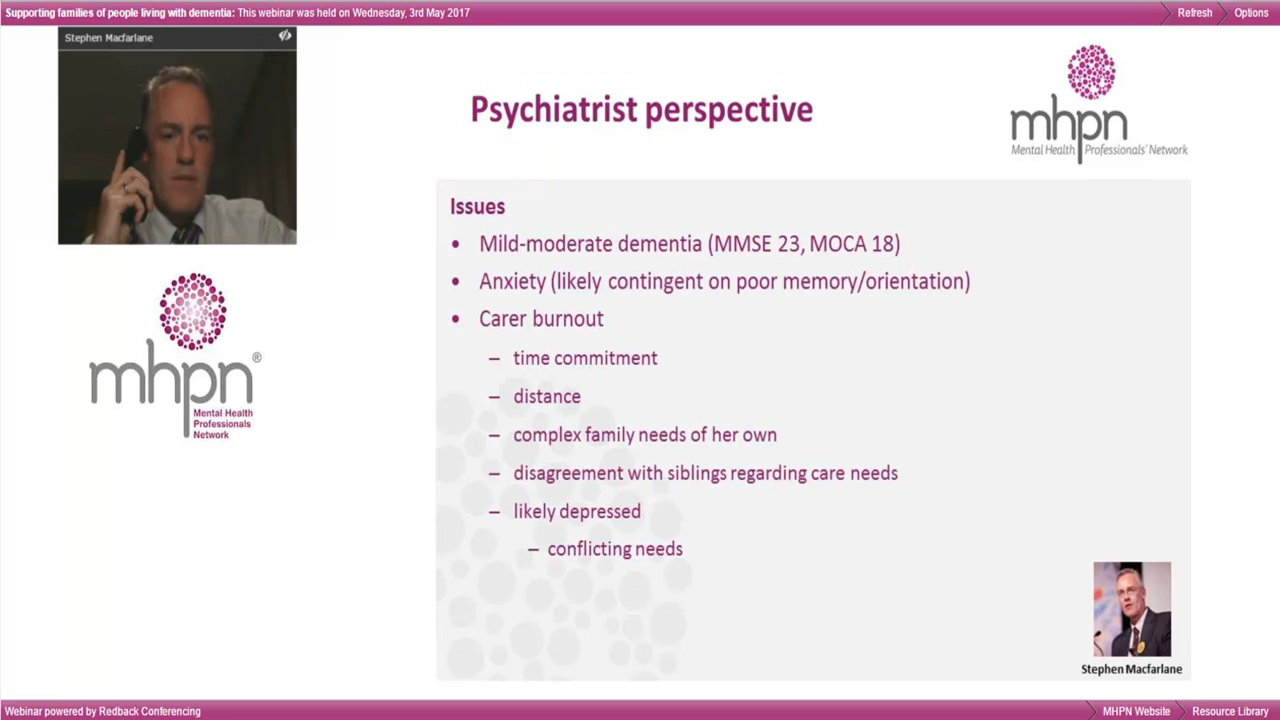 Supporting families of people living with dementia: This webinar was held on Wednesday, 3rd May 2017
Refresh
Options
Stephen Macfarlane
Psychiatrist perspective
mhpn
Mental Health Professionals' Network
mhpn®
Mental Health
Professionals
Network
Issues
• Mild-moderate dementia (MMSE 23, MOCA 18)
• Anxiety (likely contingent on poor memory/orientation)
• Carer burnout
– time commitment
– distance
– complex family needs of her own
– disagreement with siblings regarding care needs
– likely depressed
– conflicting needs
Stephen Macfarlane
Webinar powered by Redback Conferencing
MHPN Website
Resource Library